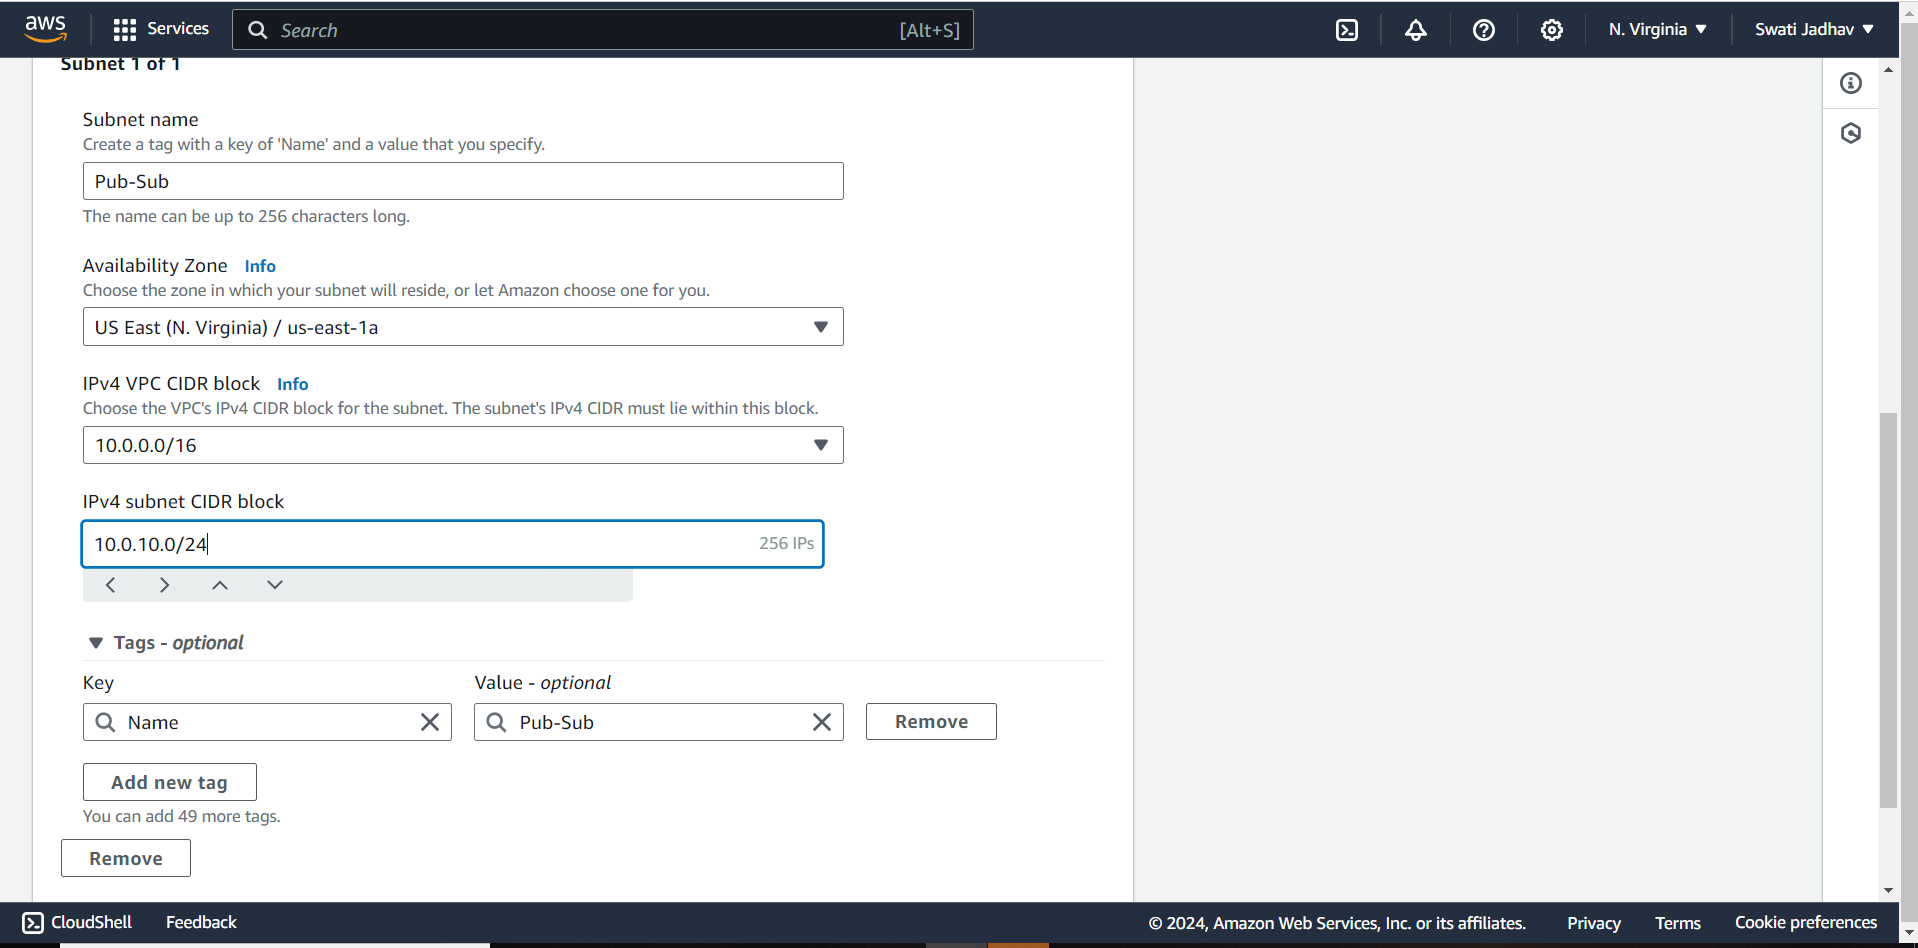 aws
Services
Search
[Alt+S]
N. Virginia
Swati Jadhav
Subnet 1 of 1
Subnet name
Create a tag with a key of 'Name' and a value that you specify.
Pub-Sub
The name can be up to 256 characters long.
Availability Zone Info
Choose the zone in which your subnet will reside, or let Amazon choose one for you.
US East (N. Virginia) / us-east-1a
IPv4 VPC CIDR block Info
Choose the VPC's IPv4 CIDR block for the subnet. The subnet's IPv4 CIDR must lie within this block.
10.0.0.0/16
IPv4 subnet CIDR block
10.0.10.0/24
256 IPs
Tags - optional
Key
Value - optional
Name
Pub-Sub
Remove
Add new tag
You can add 49 more tags.
Remove
CloudShell
Feedback
© 2024, Amazon Web Services, Inc. or its affiliates.
Privacy
Terms
Cookie preferences